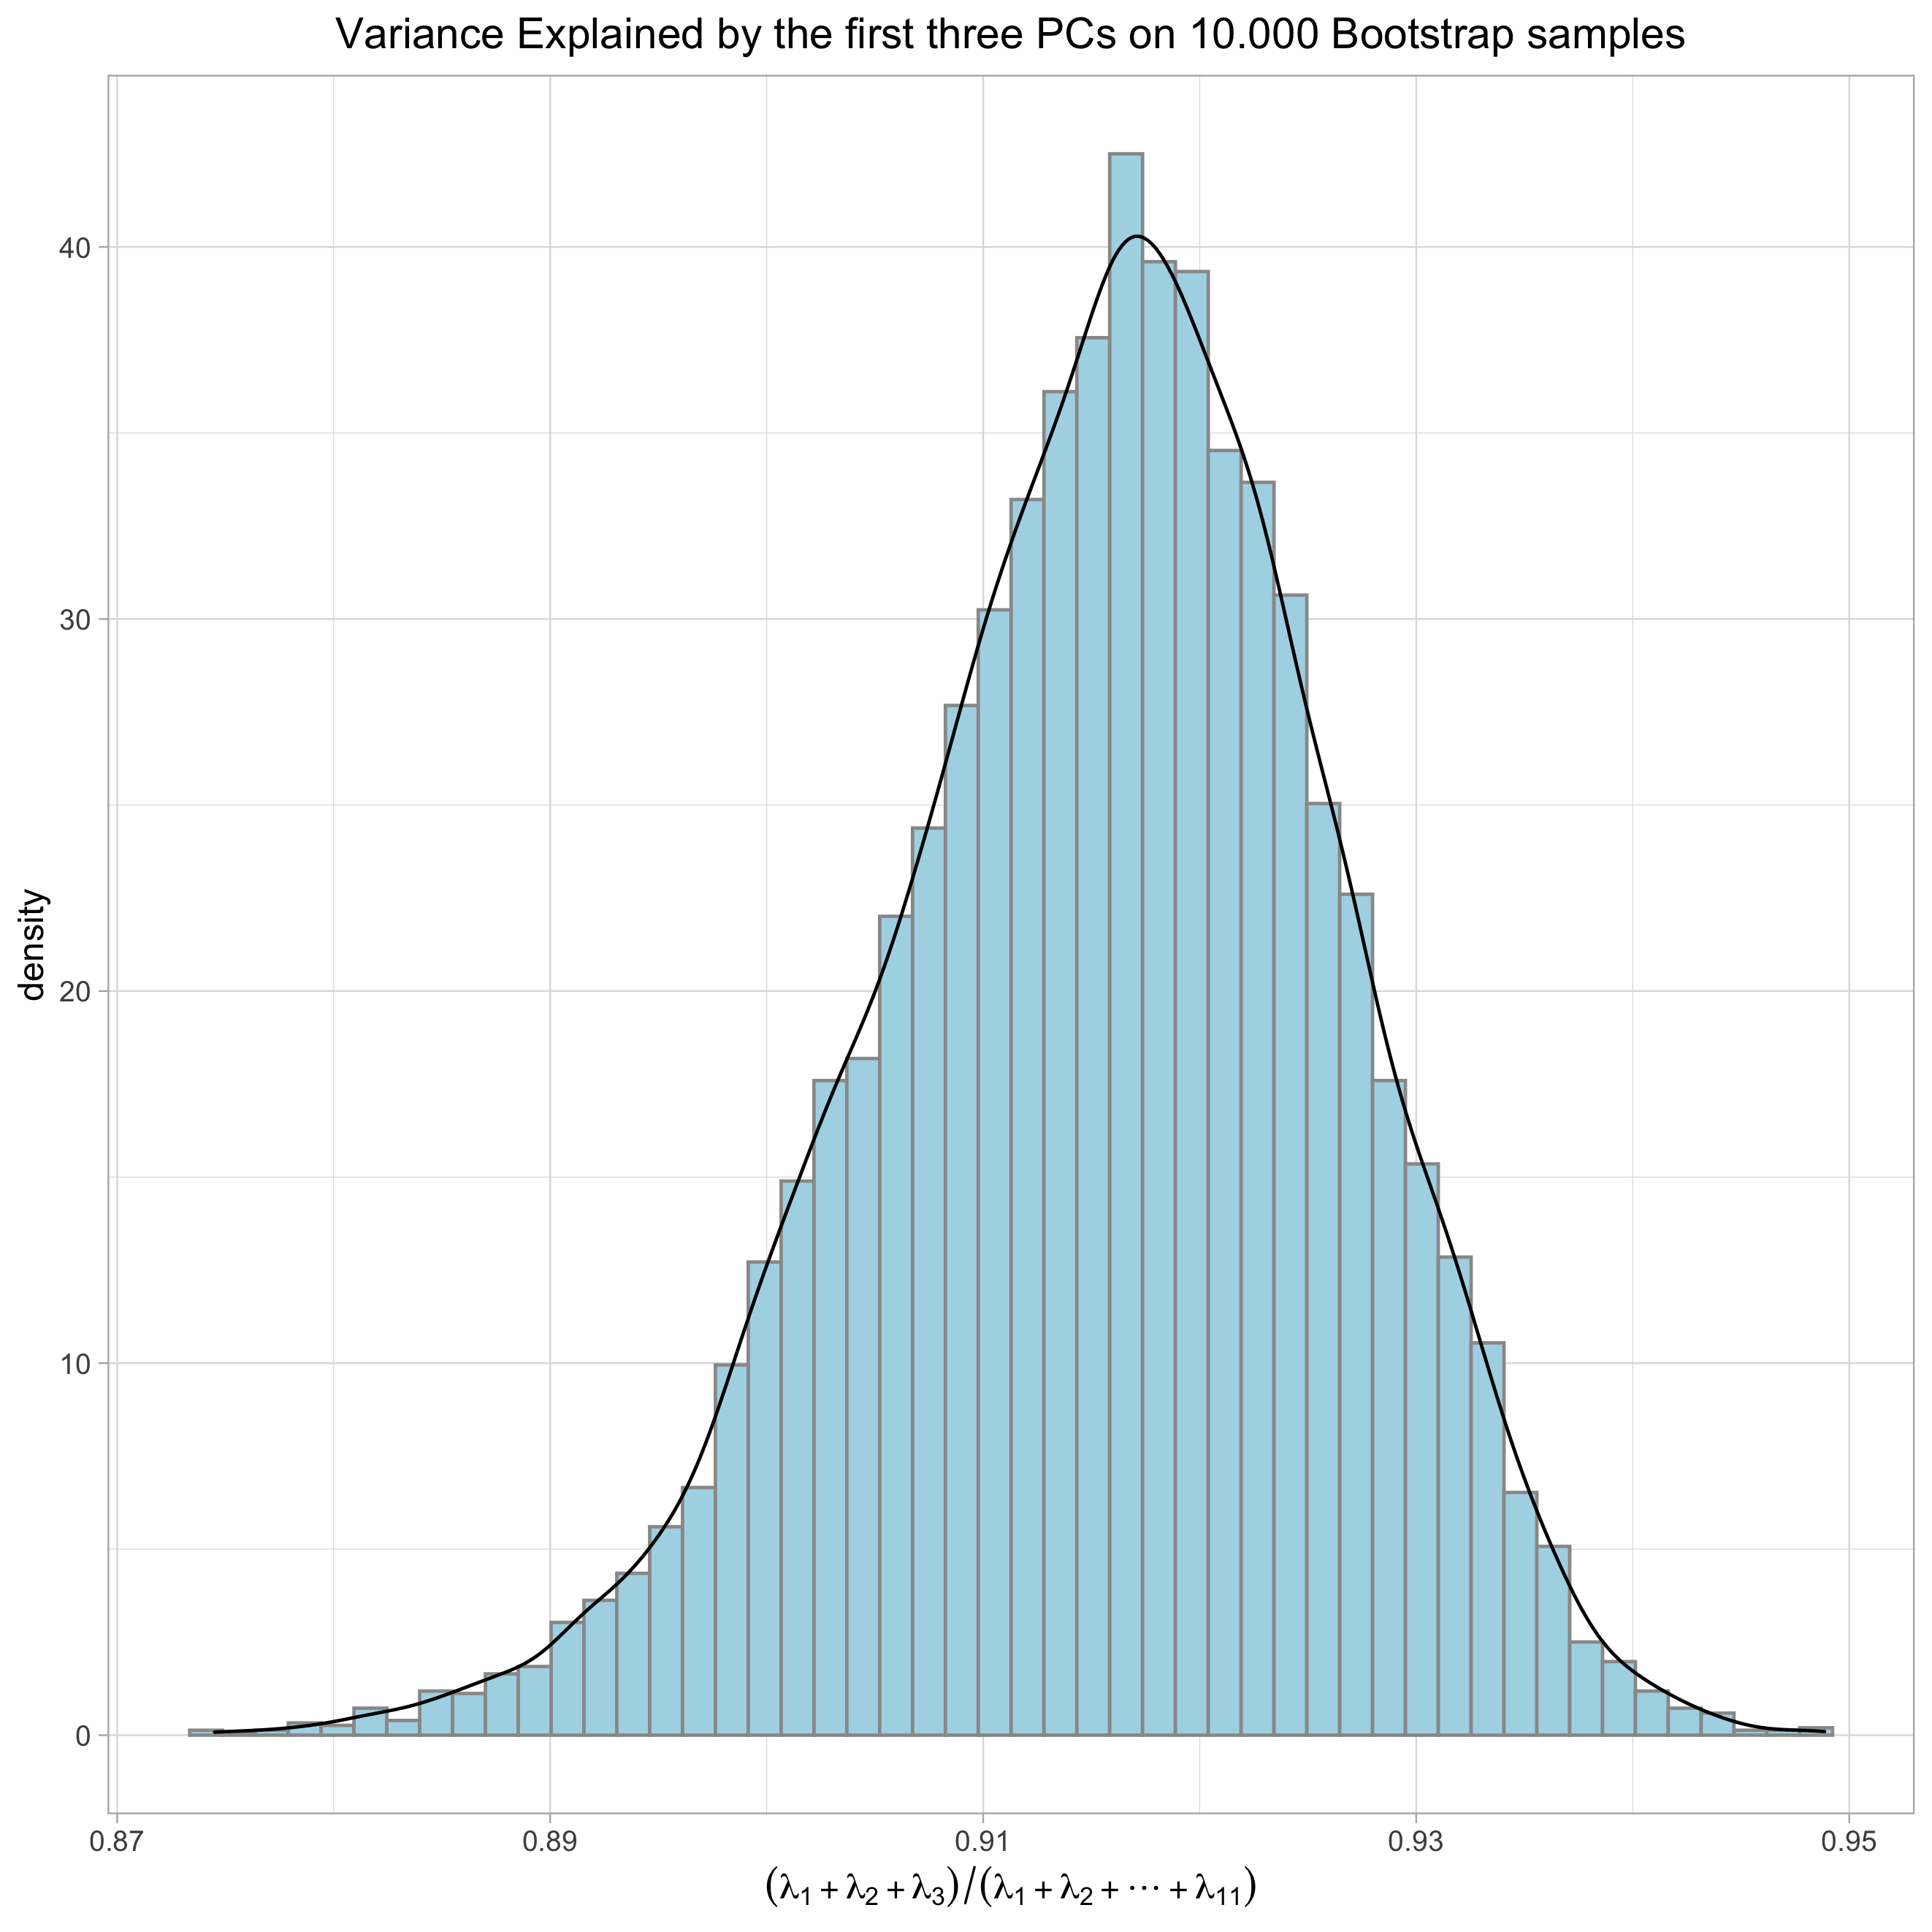 Variance Explained by the first three PCs on 10.000 Bootstrap samples
40
30
20
10
0
density
0.87 0.89 0.91 0.93 0.95
(λ₁ + λ₂ + λ₃)/(λ₁ + λ₂ + ⋯ + λ₁₁)